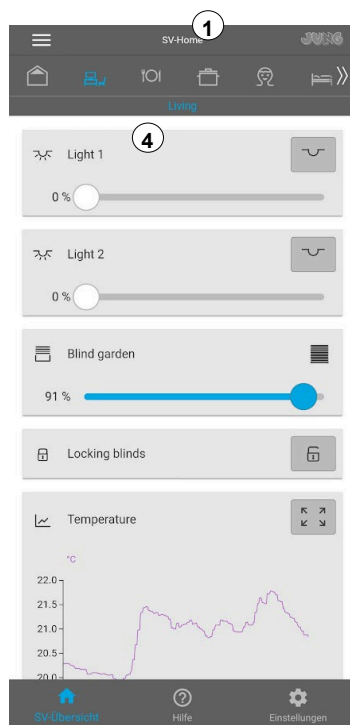 1
SV-Home
JUNG
Living
4
Light 1
0 %
Light 2
0 %
Blind garden
91 %
Locking blinds
Temperature
°C
22.0
21.5
21.0
20.5
20.0
SV-Übersicht
Hilfe
Einstellungen